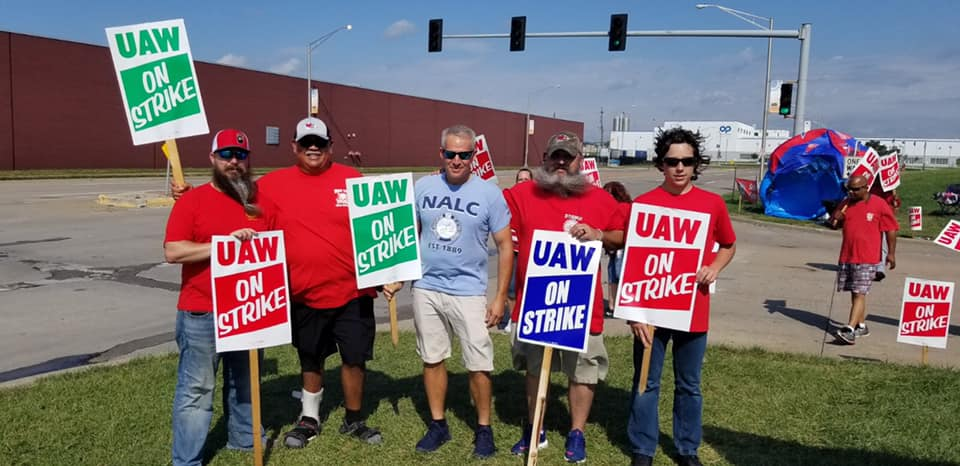 UAW
ON
STRIKE
UAW
ON
STRIKE
NALC
EST. 1889
UAW
ON
STRIKE
UAW
ON
STRIKE
UAW
ON
STRIKE
UAW
ON
STRIKE